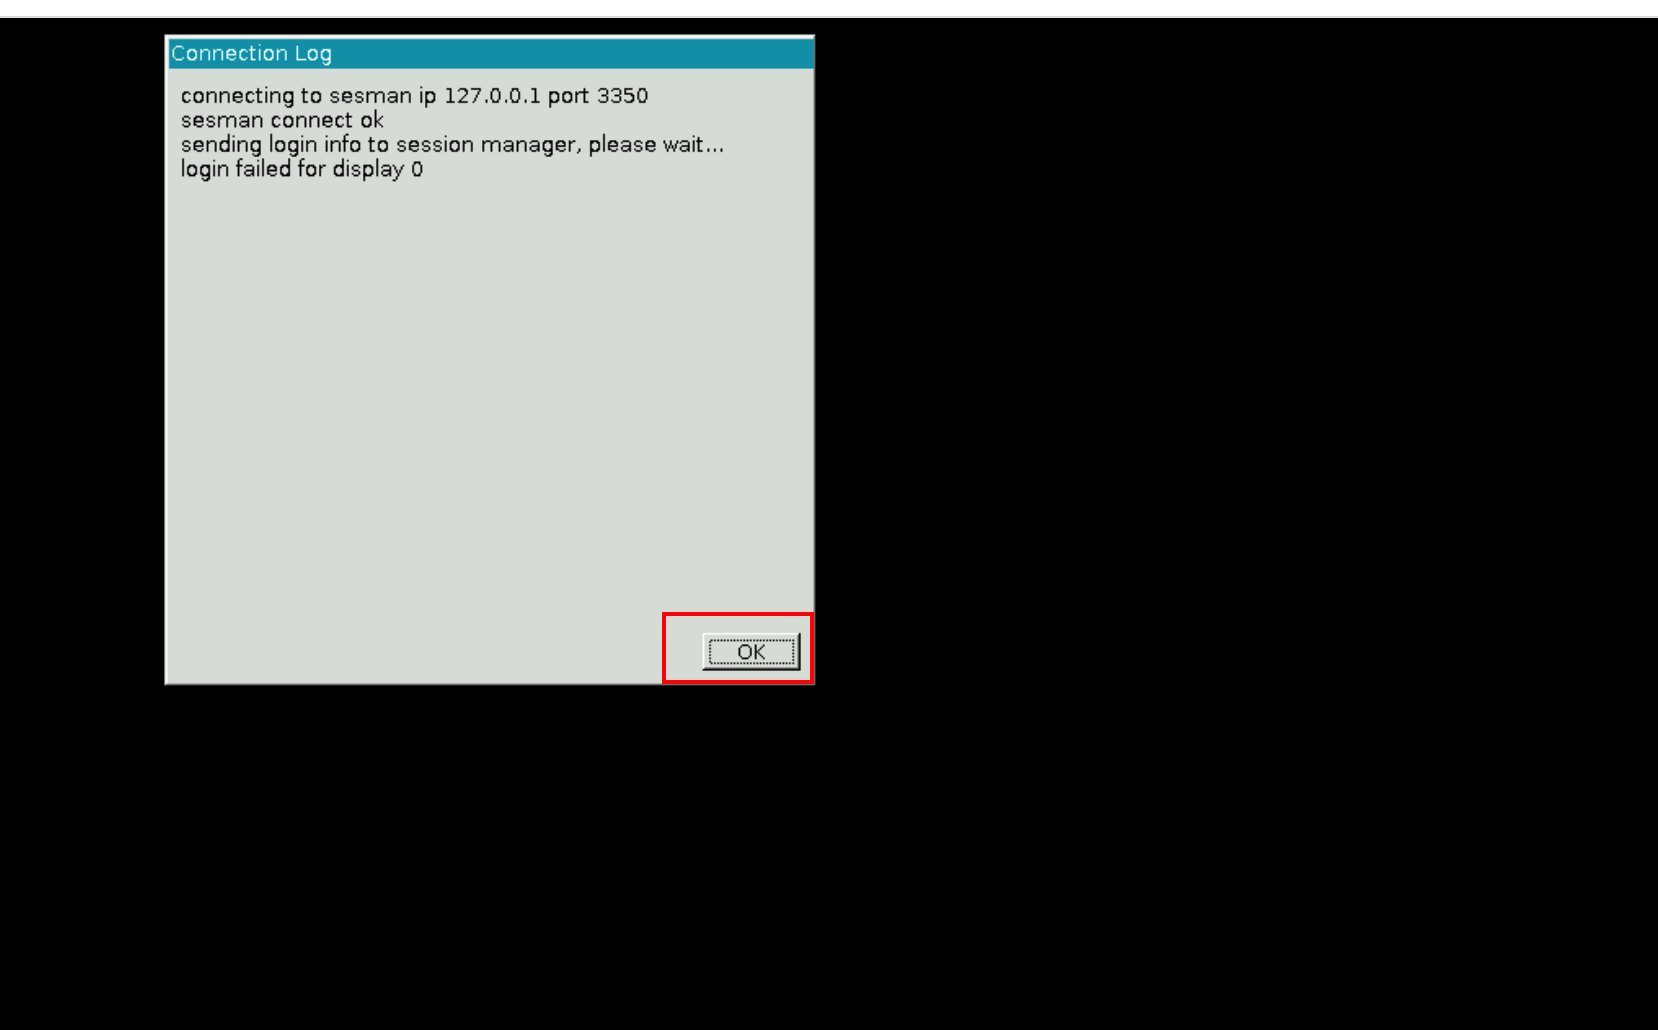 Connection Log
connecting to sesman ip 127.0.0.1 port 3350
sesman connect ok
sending login info to session manager, please wait...
login failed for display 0
OK